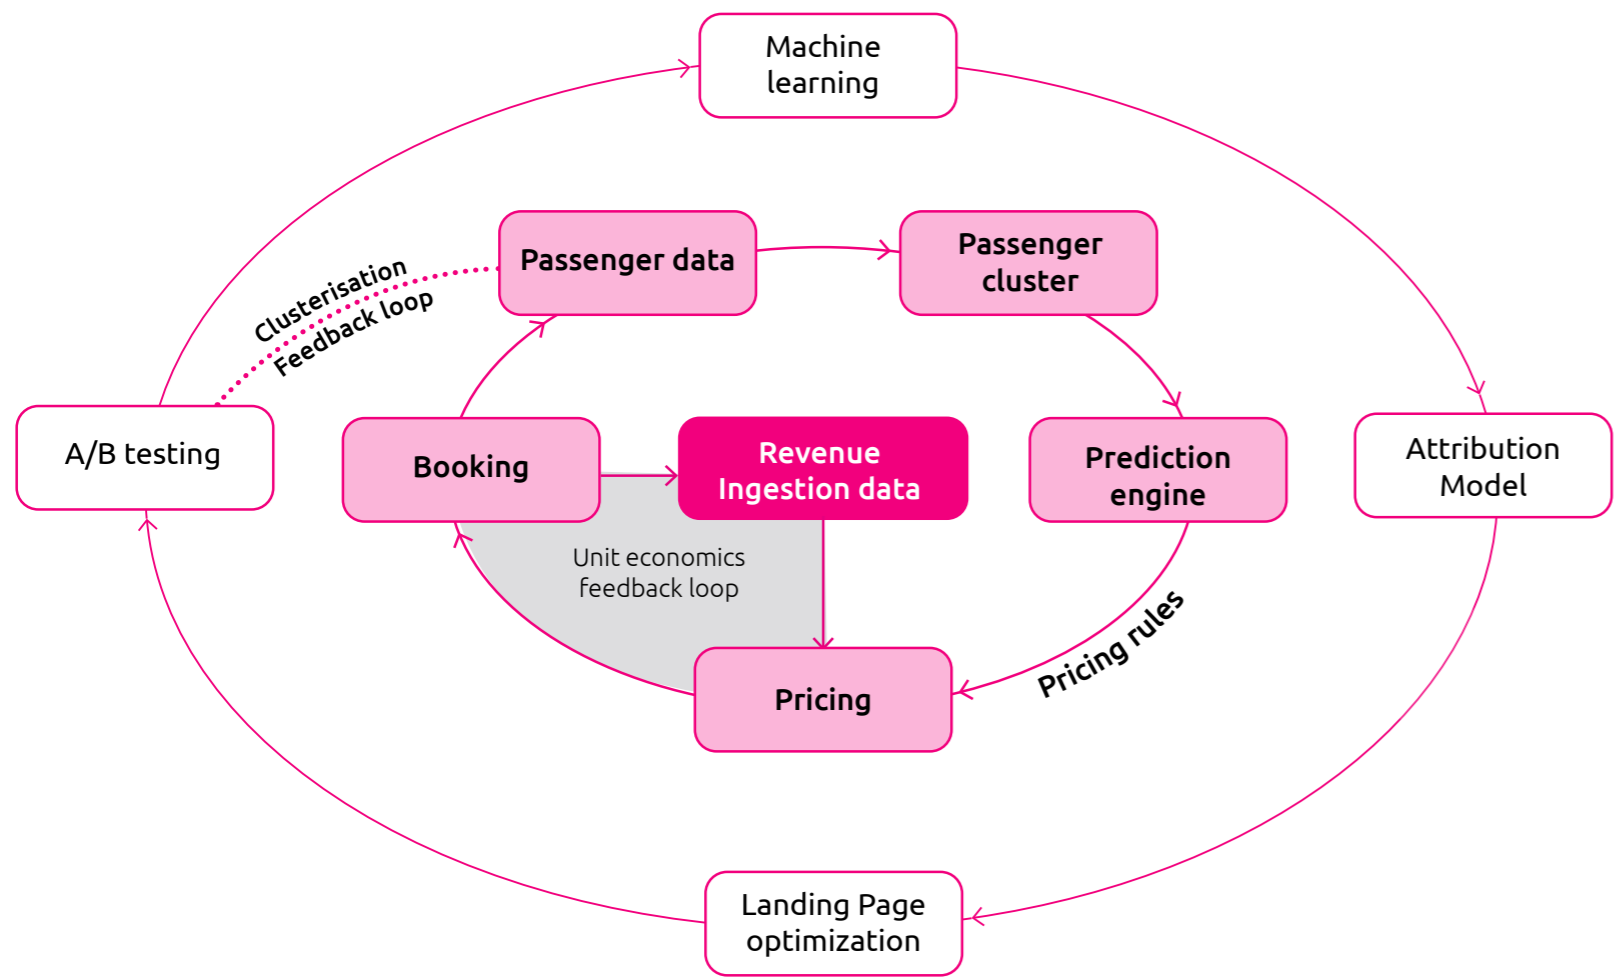 Machine
learning
Passenger data
Passenger
cluster
Clusterisation
Feedback loop
A/B testing
Booking
Revenue
Ingestion data
Prediction
engine
Attribution
Model
Unit economics
feedback loop
Pricing rules
Pricing
Landing Page
optimization